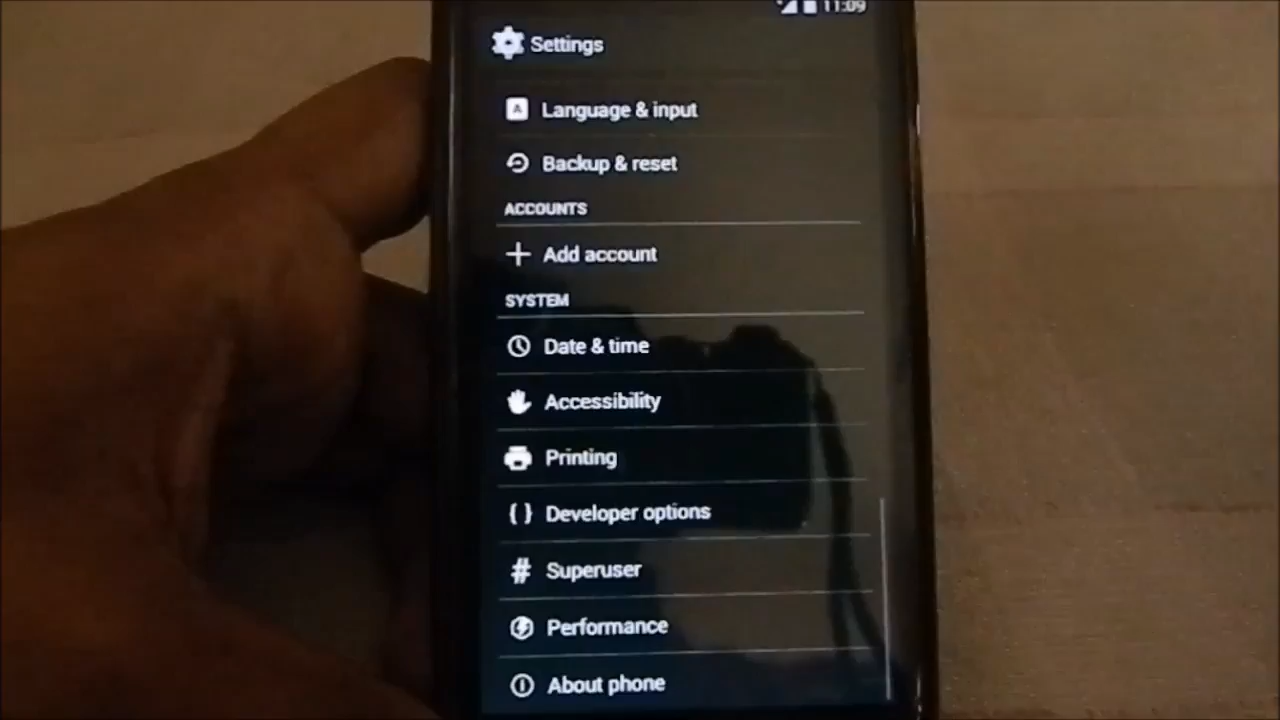 11:09
Settings
Language & input
Backup & reset
ACCOUNTS
Add account
SYSTEM
Date & time
Accessibility
Printing
Developer options
Superuser
Performance
About phone